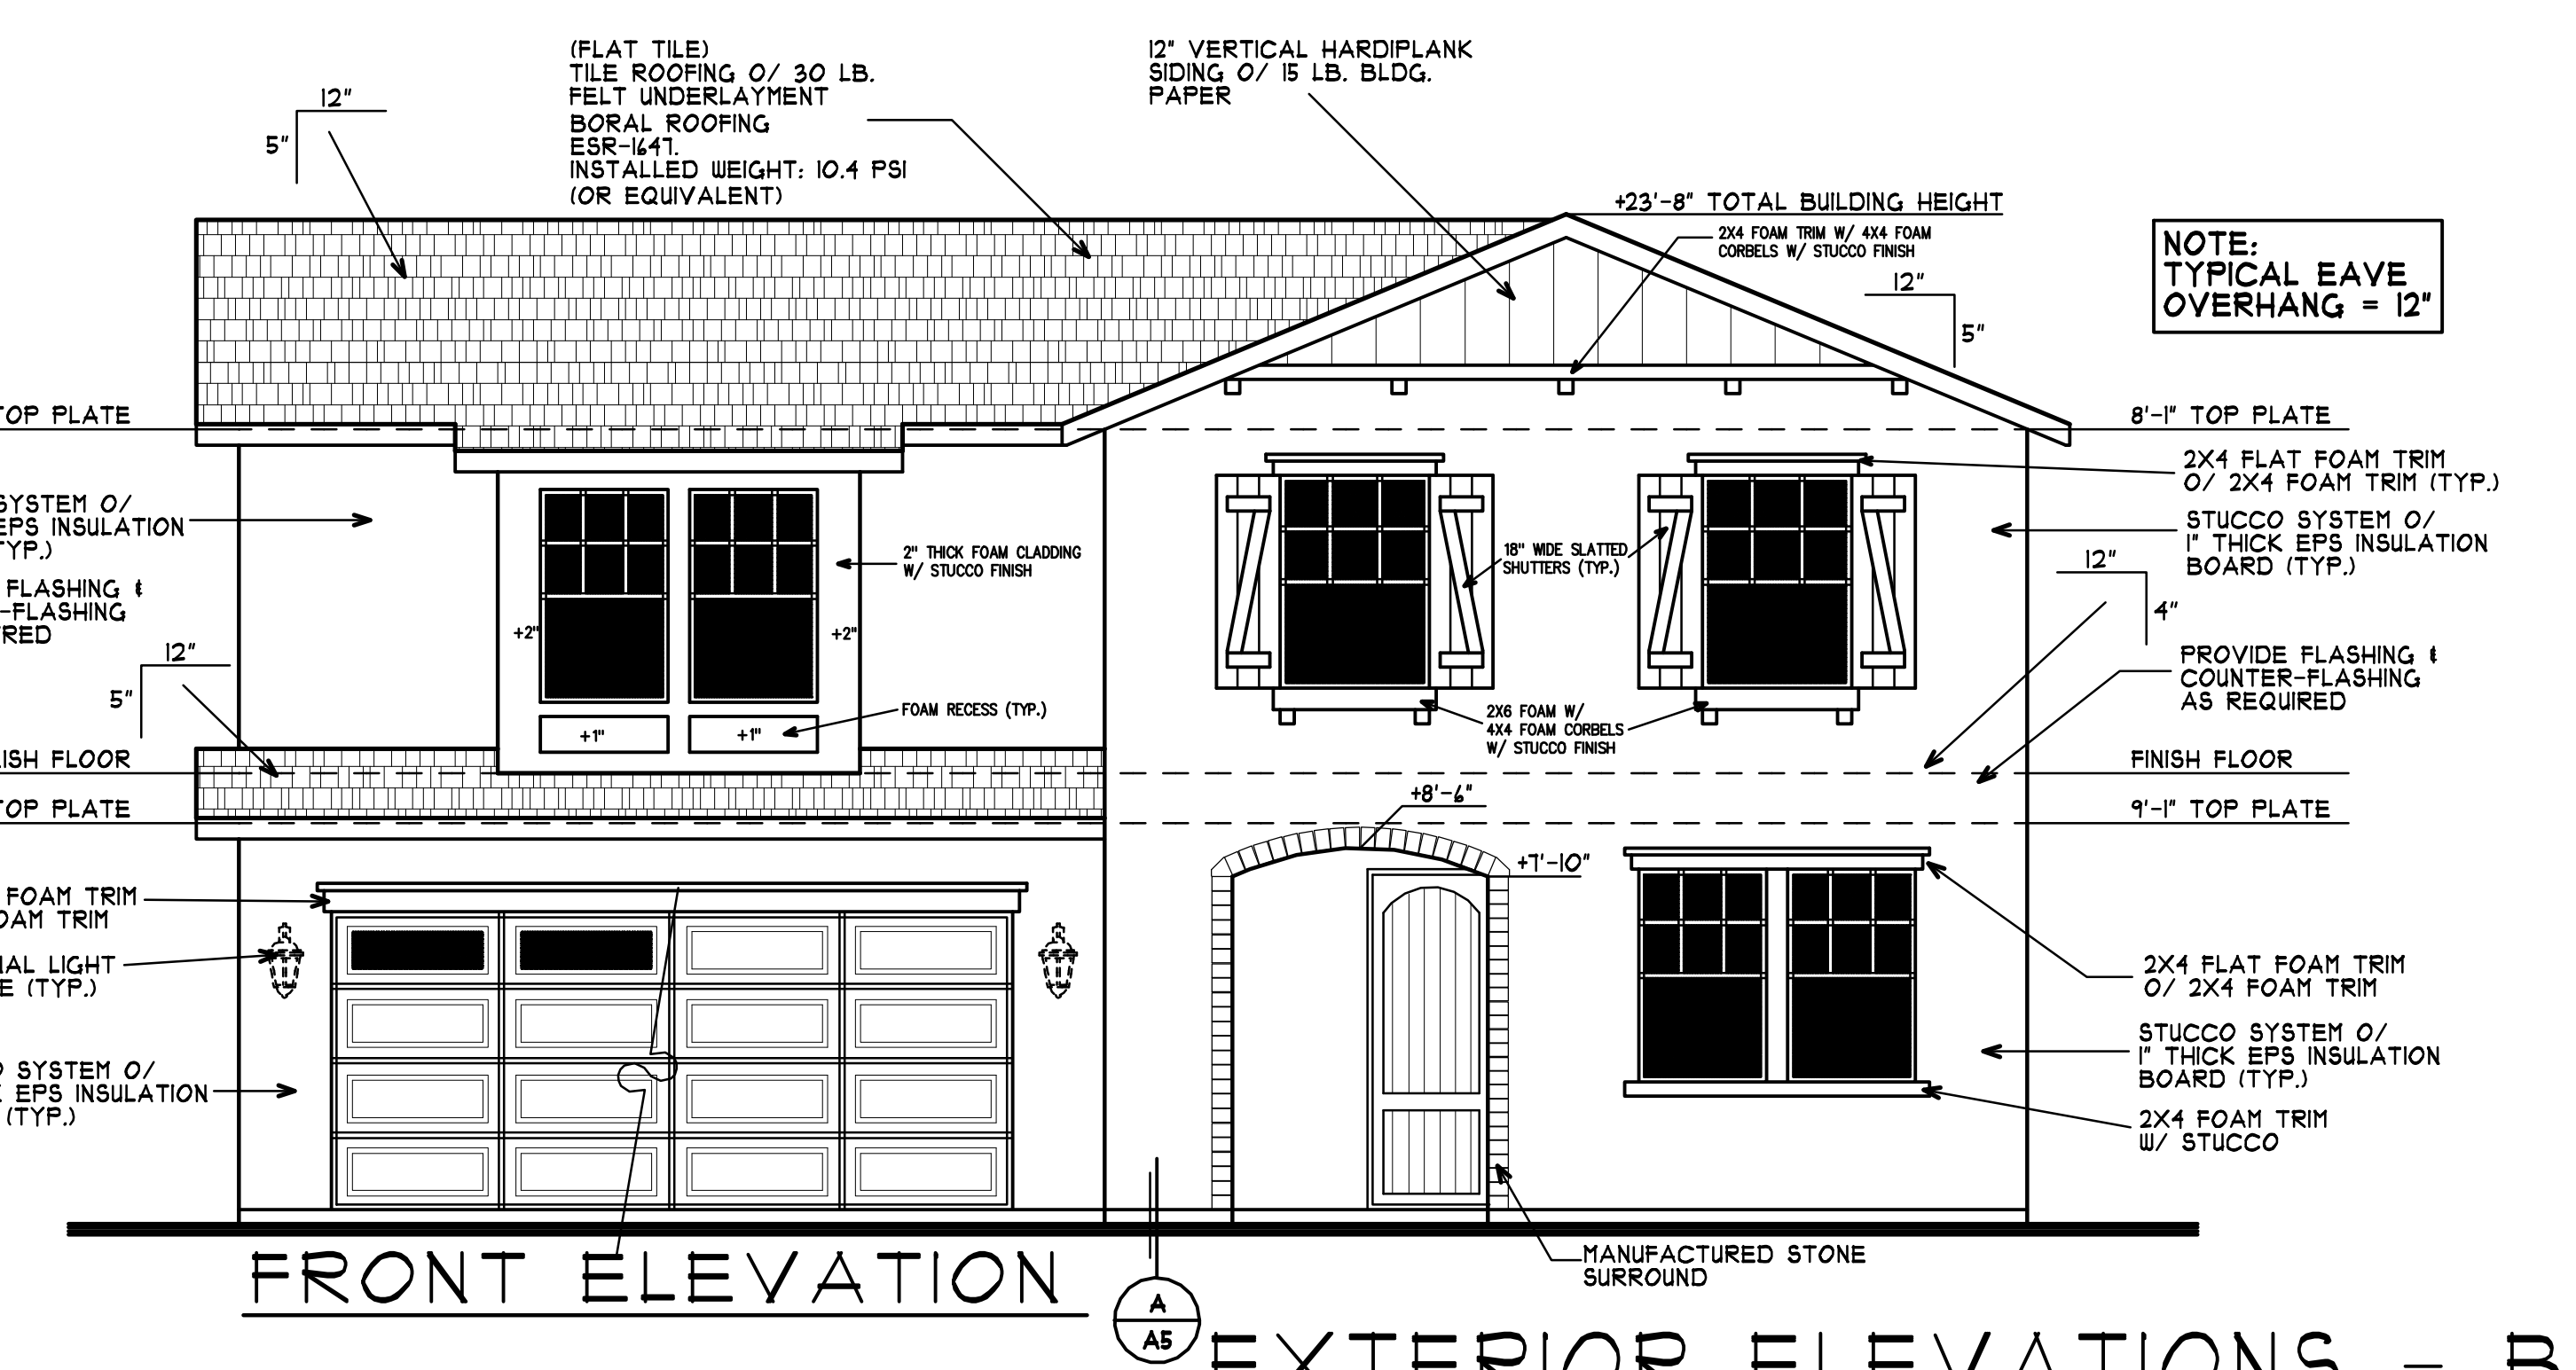 (FLAT TILE)
TILE ROOFING O/ 30 LB.
FELT UNDERLAYMENT
BORAL ROOFING
ESR-1647.
INSTALLED WEIGHT: 10.4 PSI
(OR EQUIVALENT)
12" VERTICAL HARDIPLANK
SIDING O/ 15 LB. BLDG.
PAPER
12"
5"
+23'-8" TOTAL BUILDING HEIGHT
2X4 FOAM TRIM W/ 4X4 FOAM
CORBELS W/ STUCCO FINISH
12"
5"
NOTE:
TYPICAL EAVE
OVERHANG = 12"
TOP PLATE
8'-1" TOP PLATE
2X4 FLAT FOAM TRIM
O/ 2X4 FOAM TRIM (TYP.)
SYSTEM O/
EPS INSULATION
TYP.)
STUCCO SYSTEM O/
1" THICK EPS INSULATION
BOARD (TYP.)
2" THICK FOAM CLADDING
W/ STUCCO FINISH
18" WIDE SLATTED
SHUTTERS (TYP.)
12"
4"
FLASHING &
-FLASHING
RED
+2"
+2"
12"
5"
PROVIDE FLASHING &
COUNTER-FLASHING
AS REQUIRED
FOAM RECESS (TYP.)
+1"
+1"
2X6 FOAM W/
4X4 FOAM CORBELS
W/ STUCCO FINISH
ISH FLOOR
FINISH FLOOR
TOP PLATE
+8'-6"
9'-1" TOP PLATE
+7'-10"
FOAM TRIM
OAM TRIM
IAL LIGHT
E (TYP.)
2X4 FLAT FOAM TRIM
O/ 2X4 FOAM TRIM
O SYSTEM O/
EPS INSULATION
(TYP.)
STUCCO SYSTEM O/
1" THICK EPS INSULATION
BOARD (TYP.)
2X4 FOAM TRIM
W/ STUCCO
MANUFACTURED STONE
SURROUND
FRONT ELEVATION
A
A5
EXTERIOR ELEVATIONS - B